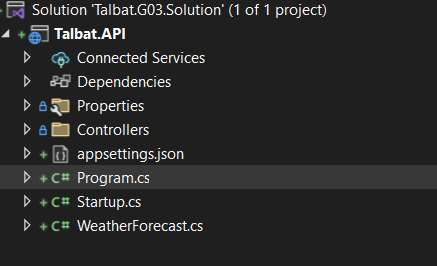 Solution 'Talbat.G03.Solution' (1 of 1 project)
Talbat.API
Connected Services
Dependencies
Properties
Controllers
appsettings.json
C# Program.cs
C# Startup.cs
C# WeatherForecast.cs